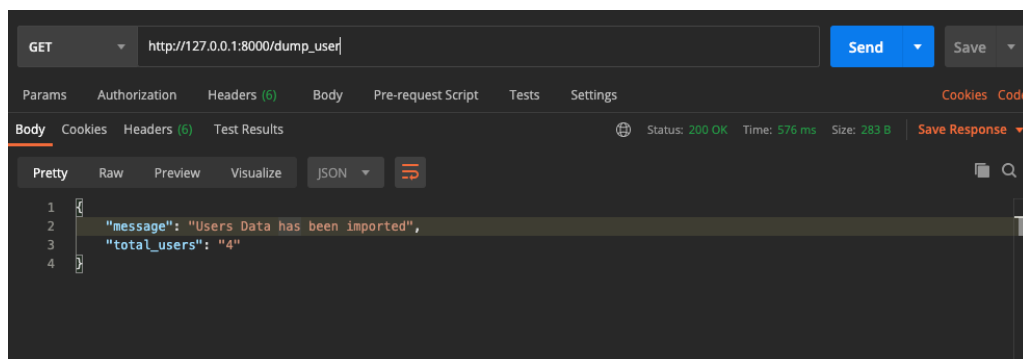 GET http://127.0.0.1:8000/dump_user Send Save
Params Authorization Headers (6) Body Pre-request Script Tests Settings Cookies Code
Body Cookies Headers (6) Test Results Status: 200 OK Time: 576 ms Size: 283 B Save Response
Pretty Raw Preview Visualize JSON
1 {
2 "message": "Users Data has been imported",
3 "total_users": "4"
4 }